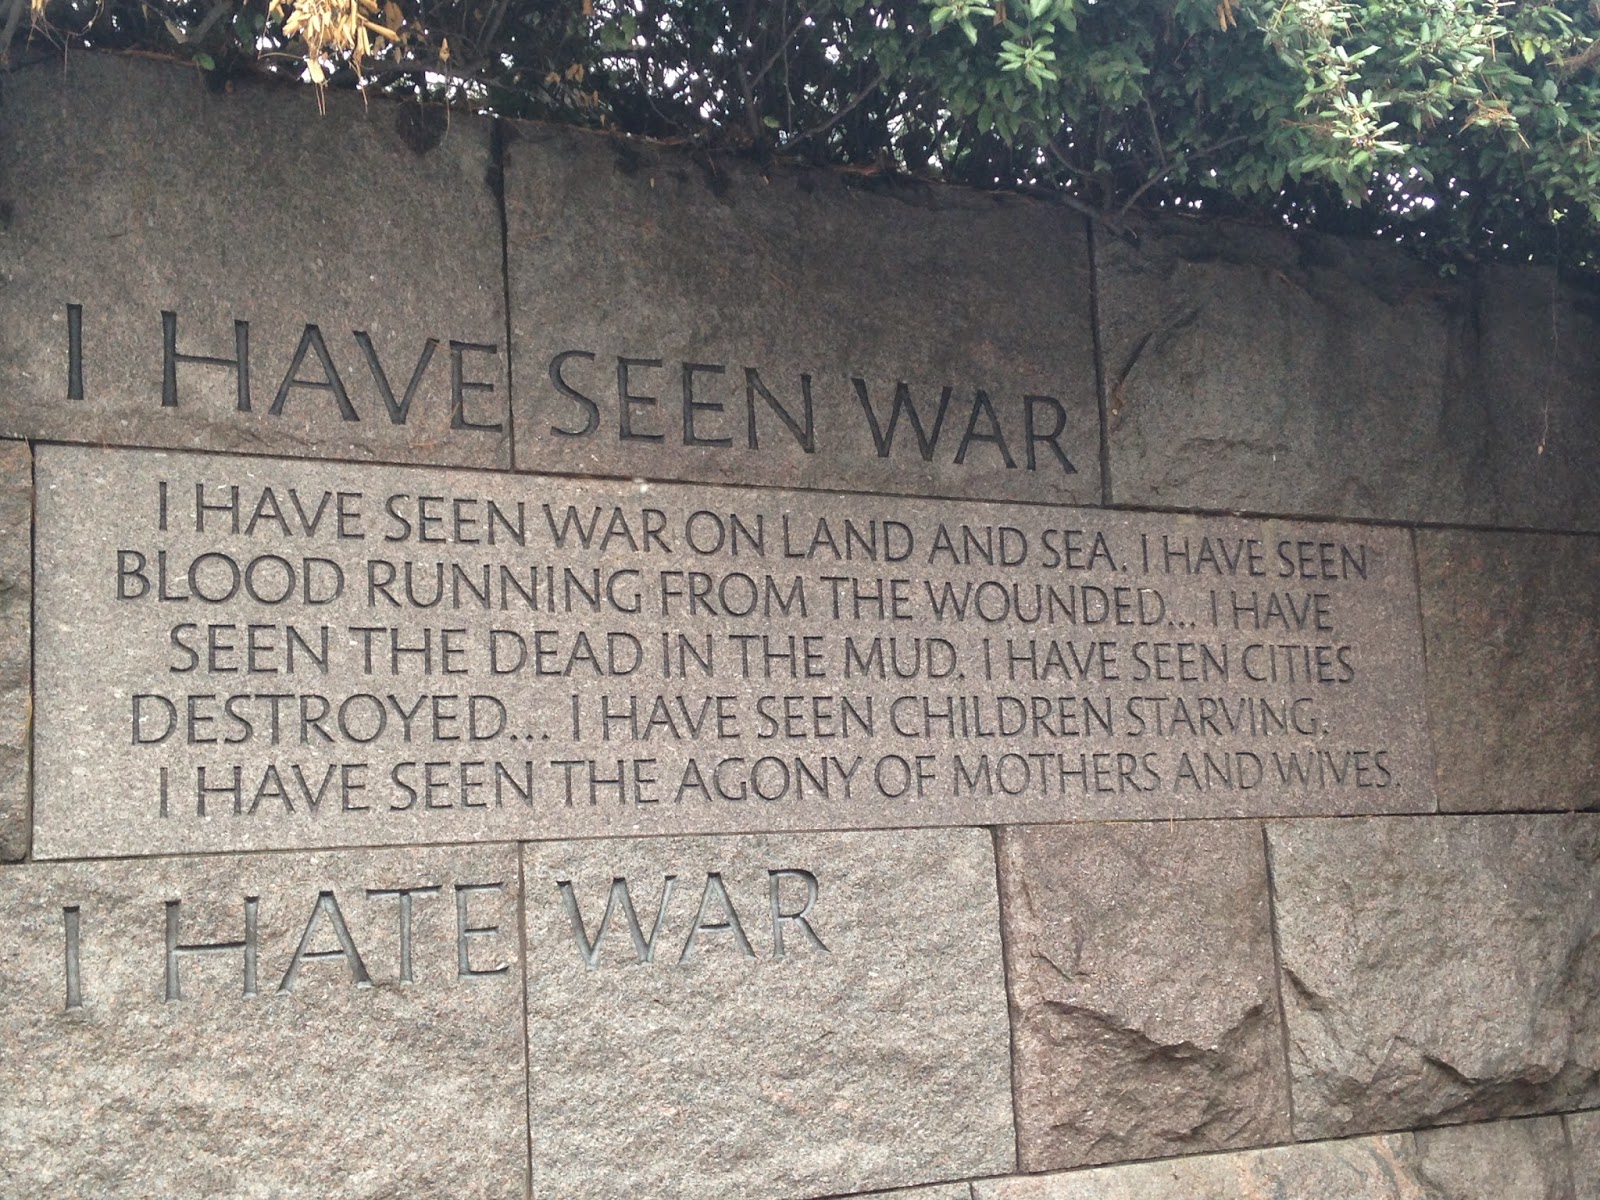 I HAVE SEEN WAR
I HAVE SEEN WAR ON LAND AND SEA. I HAVE SEEN
BLOOD RUNNING FROM THE WOUNDED... I HAVE
SEEN THE DEAD IN THE MUD. I HAVE SEEN CITIES
DESTROYED... I HAVE SEEN CHILDREN STARVING.
I HAVE SEEN THE AGONY OF MOTHERS AND WIVES.
I HATE WAR